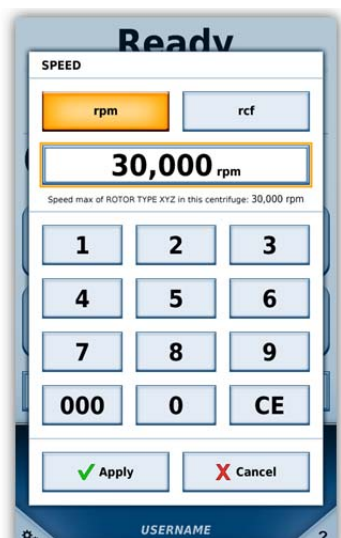 Ready
SPEED
rpm rcf
30,000 rpm
Speed max of ROTOR TYPE XYZ in this centrifuge: 30,000 rpm
1 2 3
4 5 6
7 8 9
000 0 CE
Apply Cancel
USERNAME
?